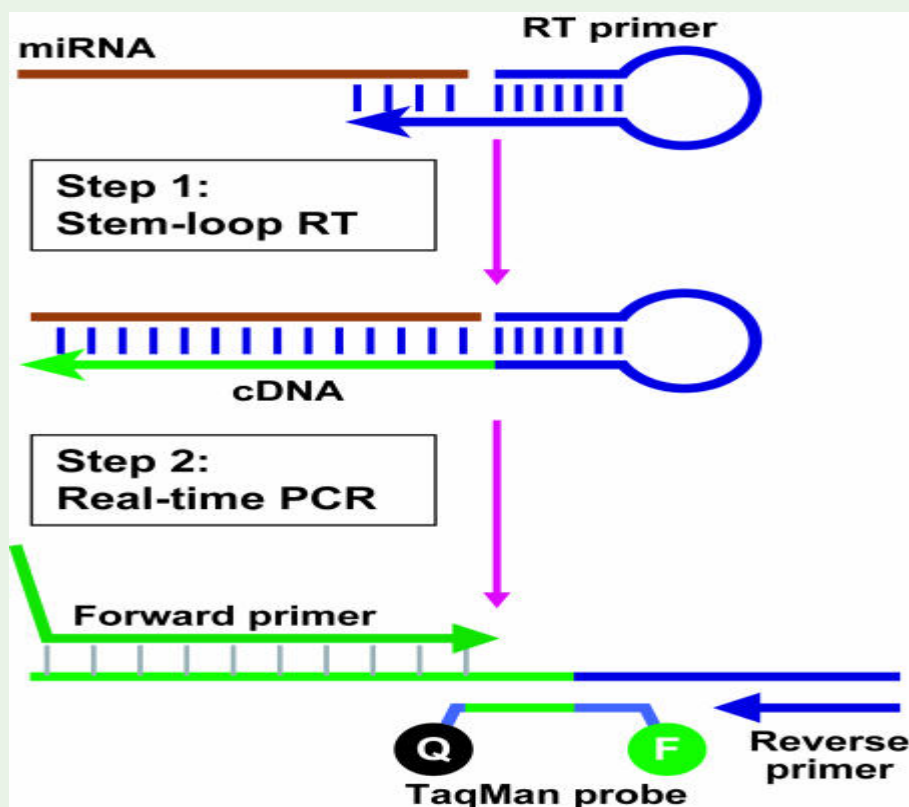 miRNA
RT primer
Step 1:
Stem-loop RT
cDNA
Step 2:
Real-time PCR
Forward primer
Q
F
Reverse
primer
TaqMan probe